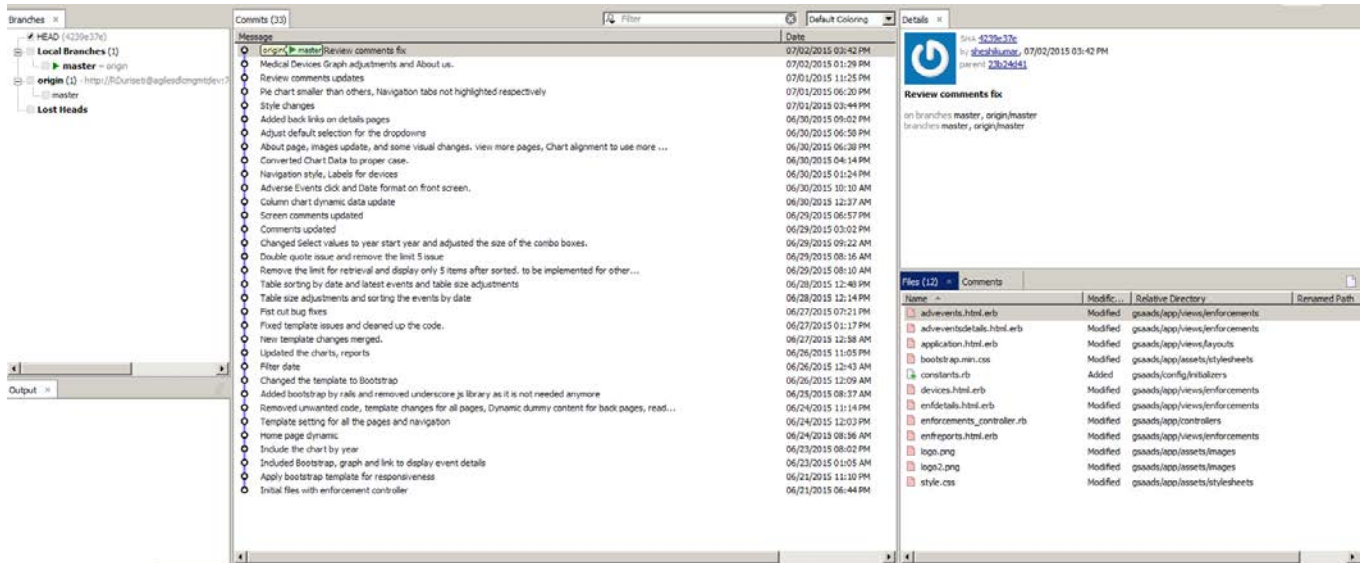 Branches
HEAD (4239e37e)
Local Branches (1)
master = origin
origin (1) - http://RDuriseti@agilesdlcmgmtdev:7
master
Lost Heads
Output
Commits (33)
Filter
Default Coloring
Message Date
origin master Review comments fix 07/02/2015 03:42 PM
Medical Devices Graph adjustments and About us. 07/02/2015 01:29 PM
Review comments updates 07/01/2015 11:25 PM
Pie chart smaller than others, Navigation tabs not highlighted respectively 07/01/2015 06:20 PM
Style changes 07/01/2015 03:44 PM
Added back links on details pages 06/30/2015 09:02 PM
Adjust default selection for the dropdowns 06/30/2015 06:58 PM
About page, images update, and some visual changes. view more pages, Chart alignment to use more ... 06/30/2015 06:38 PM
Converted Chart Data to proper case. 06/30/2015 04:14 PM
Navigation style, Labels for devices 06/30/2015 01:24 PM
Adverse Events click and Date format on front screen. 06/30/2015 10:10 AM
Column chart dynamic data update 06/30/2015 12:37 AM
Screen comments updated 06/29/2015 06:57 PM
Comments updated 06/29/2015 03:02 PM
Changed Select values to year start year and adjusted the size of the combo boxes. 06/29/2015 09:22 AM
Double quote issue and remove the limit 5 issue 06/29/2015 08:16 AM
Remove the limit for retrieval and display only 5 items after sorted. to be implemented for other... 06/29/2015 08:10 AM
Table sorting by date and latest events and table size adjustments 06/28/2015 12:48 PM
Table size adjustments and sorting the events by date 06/28/2015 12:14 PM
Fist cut bug fixes 06/27/2015 07:21 PM
Fixed template issues and cleaned up the code. 06/27/2015 01:17 PM
New template changes merged. 06/27/2015 12:58 AM
Updated the charts, reports 06/26/2015 11:05 PM
Filter date 06/26/2015 12:43 AM
Changed the template to Bootstrap 06/26/2015 12:09 AM
Added bootstrap by rails and removed underscore js library as it is not needed anymore 06/25/2015 08:37 AM
Removed unwanted code, template changes for all pages, Dynamic dummy content for back pages, read... 06/24/2015 11:14 PM
Template setting for all the pages and navigation 06/24/2015 12:03 PM
Home page dynamic 06/24/2015 08:56 AM
Include the chart by year 06/23/2015 08:02 PM
Included Bootstrap, graph and link to display event details 06/23/2015 01:05 AM
Apply bootstrap template for responsiveness 06/21/2015 11:10 PM
Initial files with enforcement controller 06/21/2015 06:44 PM
Details
SHA 4239e37e
by sheshikumar, 07/02/2015 03:42 PM
parent 23b24d41
Review comments fix
on branches master, origin/master
branches master, origin/master
Files (12) Comments
Name Modific... Relative Directory Renamed Path
advevents.html.erb Modified gsaads/app/views/enforcements
adveventsdetails.html.erb Modified gsaads/app/views/enforcements
application.html.erb Modified gsaads/app/views/layouts
bootstrap.min.css Modified gsaads/app/assets/stylesheets
constants.rb Added gsaads/config/initializers
devices.html.erb Modified gsaads/app/views/enforcements
enfdetails.html.erb Modified gsaads/app/views/enforcements
enforcements_controller.rb Modified gsaads/app/controllers
enfreports.html.erb Modified gsaads/app/views/enforcements
logo.png Modified gsaads/app/assets/images
logo2.png Modified gsaads/app/assets/images
style.css Modified gsaads/app/assets/stylesheets